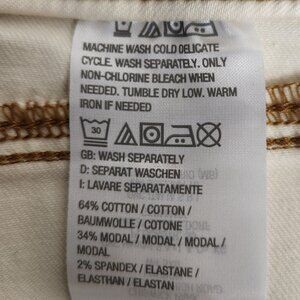 MACHINE WASH COLD DELICATE
CYCLE. WASH SEPARATELY. ONLY
NON-CHLORINE BLEACH WHEN
NEEDED. TUMBLE DRY LOW. WARM
IRON IF NEEDED
30
GB: WASH SEPARATELY
D: SEPARAT WASCHEN
I: LAVARE SEPARATAMENTE
64% COTTON / COTTON /
BAUMWOLLE / COTONE
34% MODAL / MODAL / MODAL /
MODAL
2% SPANDEX / ELASTANE /
ELASTHAN / ELASTAN